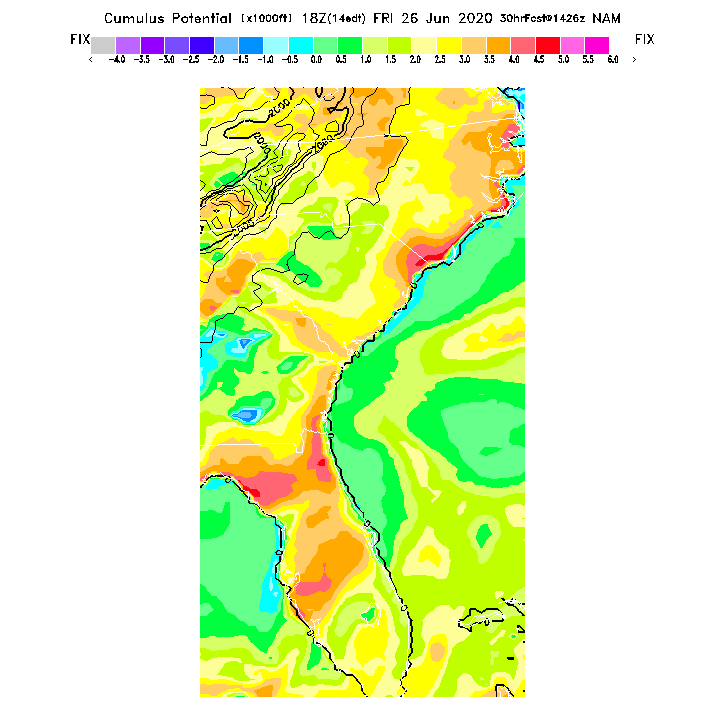 Cumulus Potential [x1000ft] 18Z(14edt) FRI 26 Jun 2020 30hrFcst@1426z NAM
FIX FIX
< -4.0 -3.5 -3.0 -2.5 -2.0 -1.5 -1.0 -0.5 0.0 0.5 1.0 1.5 2.0 2.5 3.0 3.5 4.0 4.5 5.0 5.5 6.0 >
2000
2000
2000
2000